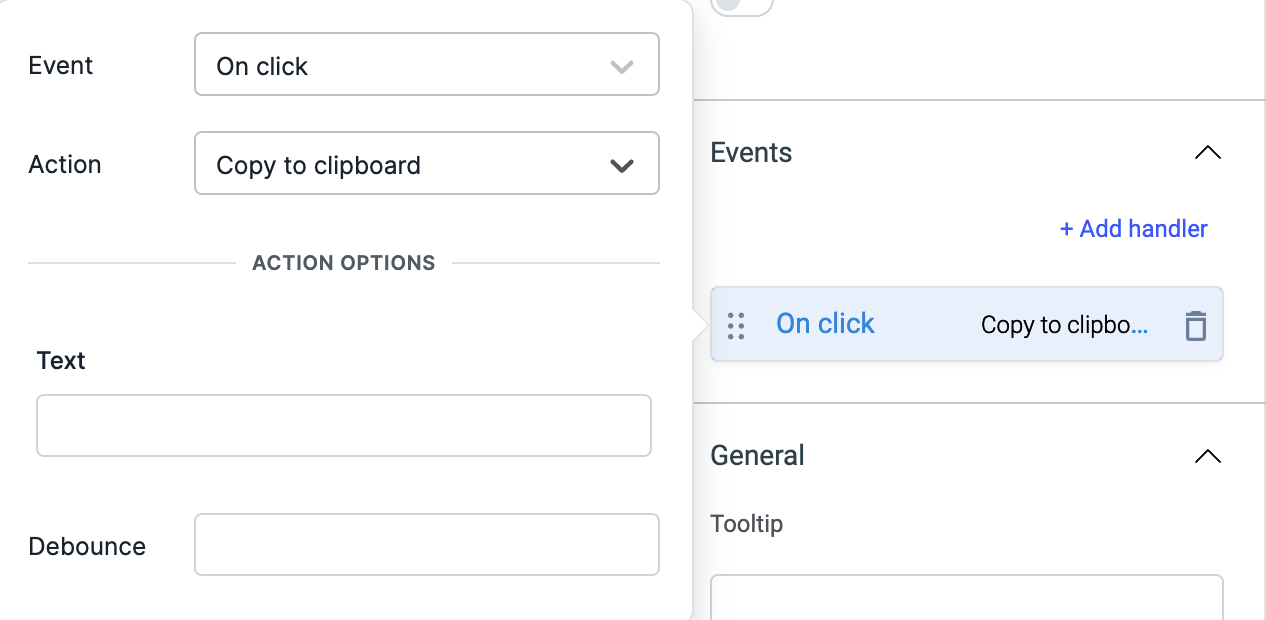 Event
On click
Action
Copy to clipboard
ACTION OPTIONS
Text
Debounce
Events
+ Add handler
On click
Copy to clipbo...
General
Tooltip